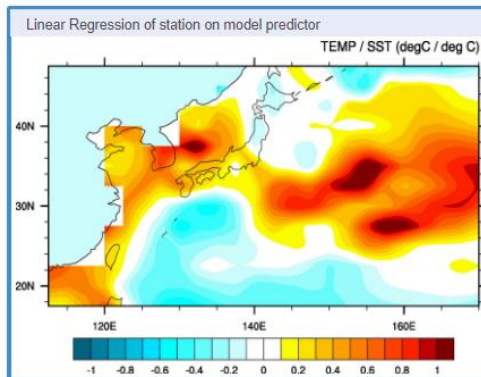 Linear Regression of station on model predictor
TEMP / SST (degC / deg C)
40N
30N
20N
120E 140E 160E
-1 -0.8 -0.6 -0.4 -0.2 0 0.2 0.4 0.6 0.8 1